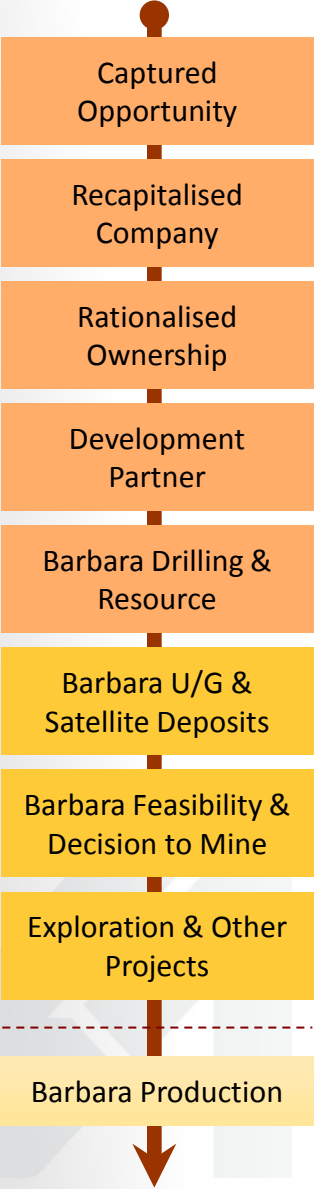 Captured
Opportunity
Recapitalised
Company
Rationalised
Ownership
Development
Partner
Barbara Drilling &
Resource
Barbara U/G &
Satellite Deposits
Barbara Feasibility &
Decision to Mine
Exploration & Other
Projects
Barbara Production